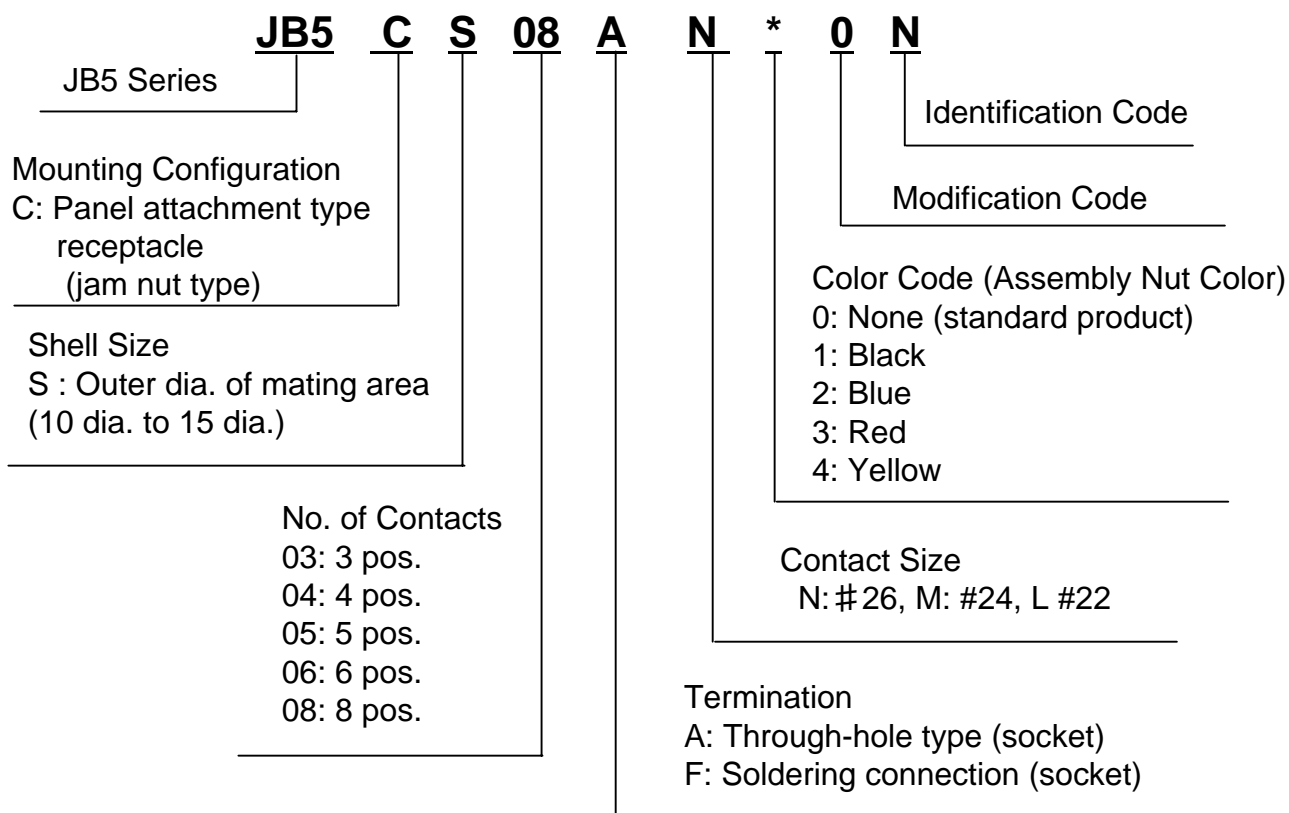 JB5 C S 08 A N * 0 N
JB5 Series
Identification Code
Mounting Configuration
C: Panel attachment type
receptacle
(jam nut type)
Modification Code
Color Code (Assembly Nut Color)
0: None (standard product)
1: Black
2: Blue
3: Red
4: Yellow
Shell Size
S : Outer dia. of mating area
(10 dia. to 15 dia.)
No. of Contacts
03: 3 pos.
04: 4 pos.
05: 5 pos.
06: 6 pos.
08: 8 pos.
Contact Size
N:♯26, M: #24, L #22
Termination
A: Through-hole type (socket)
F: Soldering connection (socket)